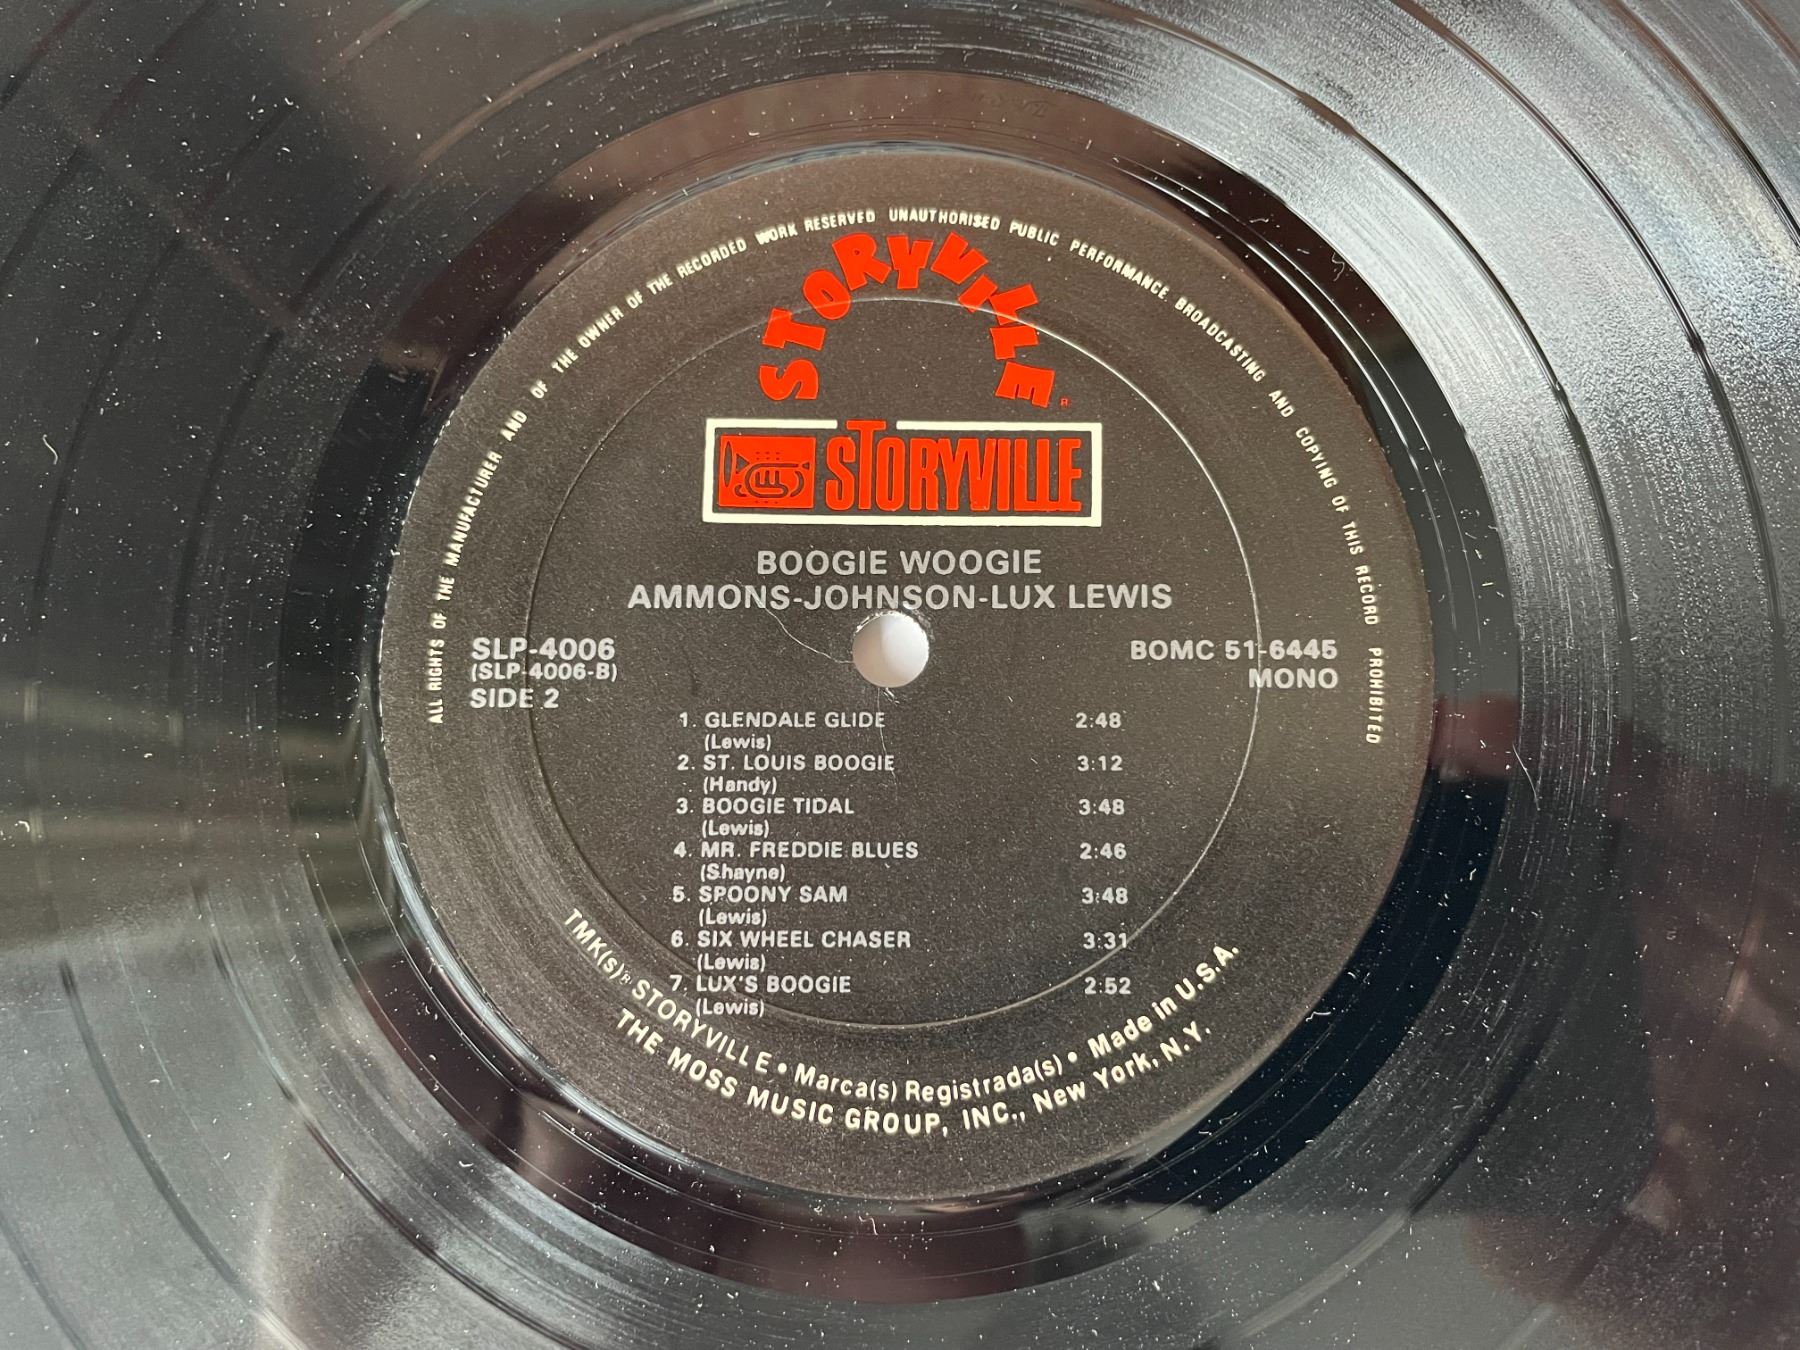 ALL RIGHTS OF THE MANUFACTURER AND OF THE OWNER OF THE RECORDED WORK RESERVED UNAUTHORISED PUBLIC PERFORMANCE BROADCASTING AND COPYING OF THIS RECORD PROHIBITED
STORYVILLE®
STORYVILLE
BOOGIE WOOGIE
AMMONS-JOHNSON-LUX LEWIS
SLP-4006
(SLP-4006-B)
SIDE 2
BOMC 51-6445
MONO
1. GLENDALE GLIDE 2:48
(Lewis)
2. ST. LOUIS BOOGIE 3:12
(Handy)
3. BOOGIE TIDAL 3:48
(Lewis)
4. MR. FREDDIE BLUES 2:46
(Shayne)
5. SPOONY SAM 3:48
(Lewis)
6. SIX WHEEL CHASER 3:31
(Lewis)
7. LUX'S BOOGIE 2:52
(Lewis)
TMK(s)® STORYVILLE • Marca(s) Registrada(s) • Made in U.S.A.
THE MOSS MUSIC GROUP, INC., New York, N.Y.